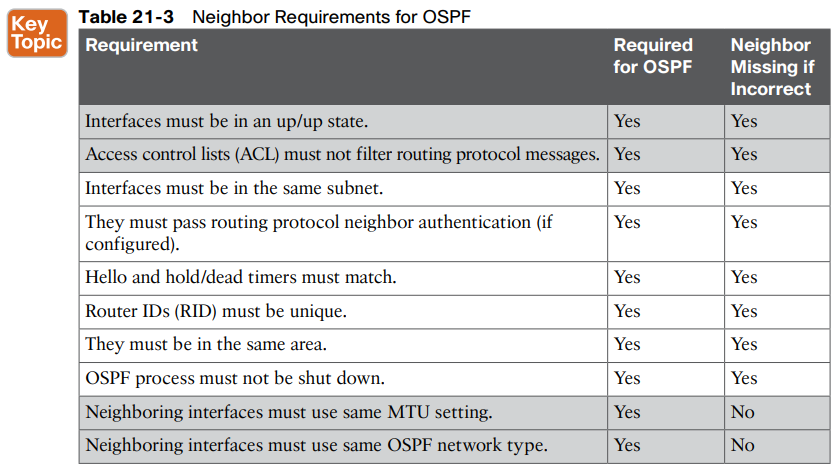 Key
Topic
Table 21-3 Neighbor Requirements for OSPF
Requirement Required for OSPF Neighbor Missing if Incorrect
Interfaces must be in an up/up state. Yes Yes
Access control lists (ACL) must not filter routing protocol messages. Yes Yes
Interfaces must be in the same subnet. Yes Yes
They must pass routing protocol neighbor authentication (if
configured). Yes Yes
Hello and hold/dead timers must match. Yes Yes
Router IDs (RID) must be unique. Yes Yes
They must be in the same area. Yes Yes
OSPF process must not be shut down. Yes Yes
Neighboring interfaces must use same MTU setting. Yes No
Neighboring interfaces must use same OSPF network type. Yes No